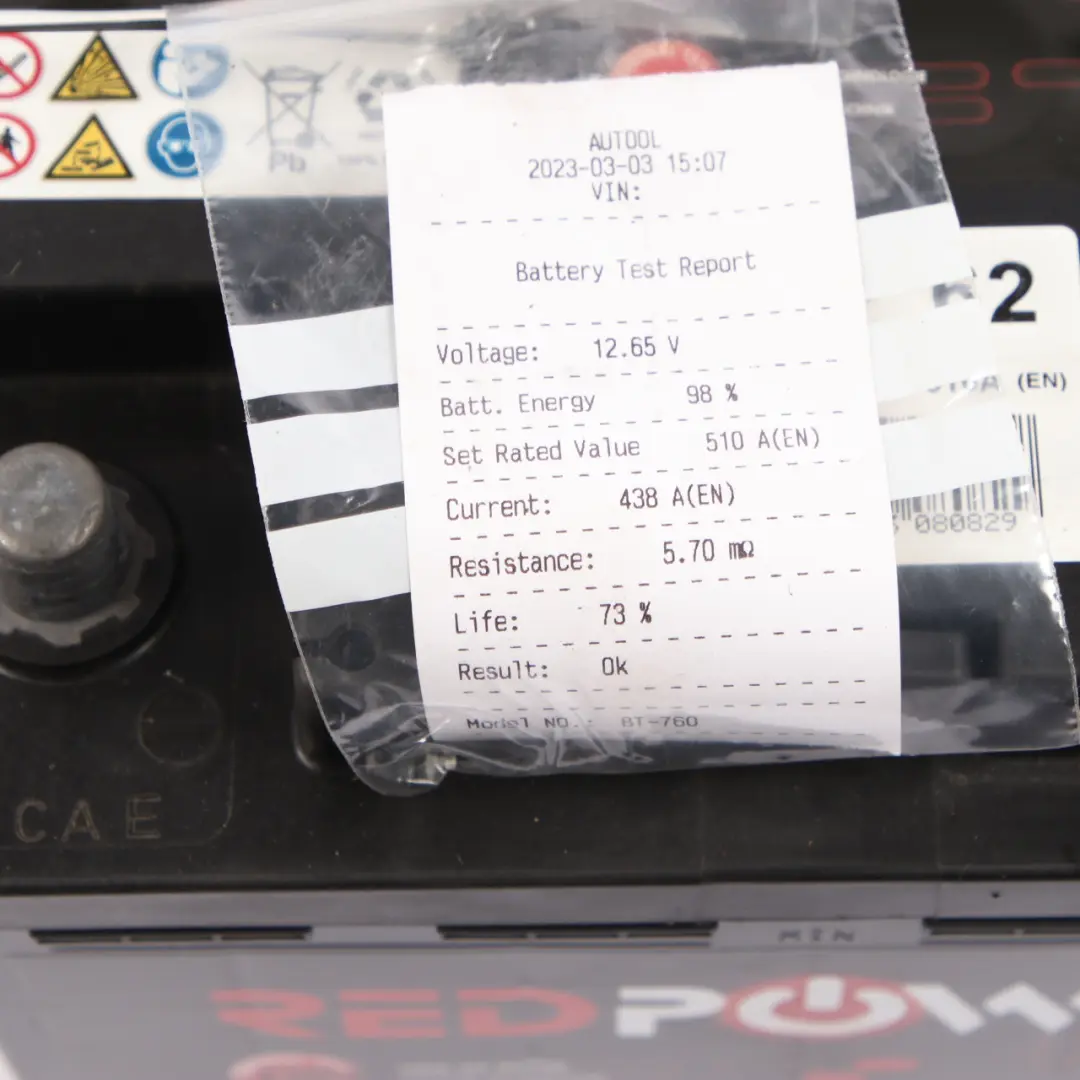 Pb
AUTOOL
2023-03-03 15:07
VIN:
Battery Test Report
Voltage: 12.65 V
Batt. Energy 98 %
Set Rated Value 510 A(EN)
Current: 438 A(EN)
Resistance: 5.70 mΩ
Life: 73 %
Result: Ok
Model NO.: BT-760
2
(EN)
080829
CAE
MIN
RED POW